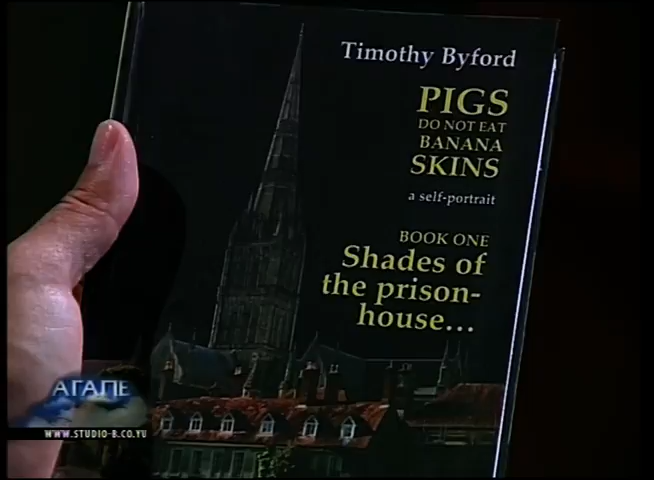 Timothy Byford
PIGS
DO NOT EAT
BANANA
SKINS
a self-portrait
BOOK ONE
Shades of
the prison-
house...
АГАПЕ
WWW.STUDIO-B.CO.YU